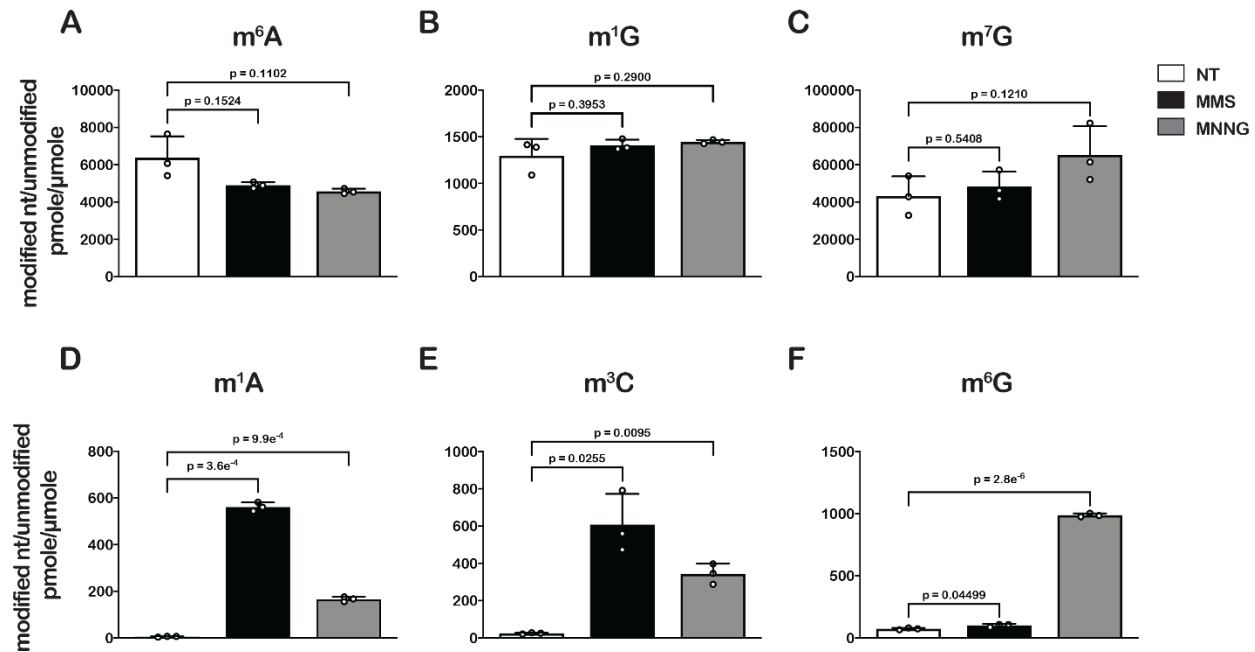 A
m⁶A
B
m¹G
C
m⁷G
NT
MMS
MNNG
modified nt/unmodified
pmole/µmole
10000
8000
6000
4000
2000
0
p = 0.1102
p = 0.1524
2000
1500
1000
500
0
p = 0.2900
p = 0.3953
100000
80000
60000
40000
20000
0
p = 0.1210
p = 0.5408
D
m¹A
E
m³C
F
m⁶G
modified nt/unmodified
pmole/µmole
800
600
400
200
0
p = 9.9e⁻⁴
p = 3.6e⁻⁴
1000
800
600
400
200
0
p = 0.0095
p = 0.0255
1500
1000
500
0
p = 2.8e⁻⁶
p = 0.04499